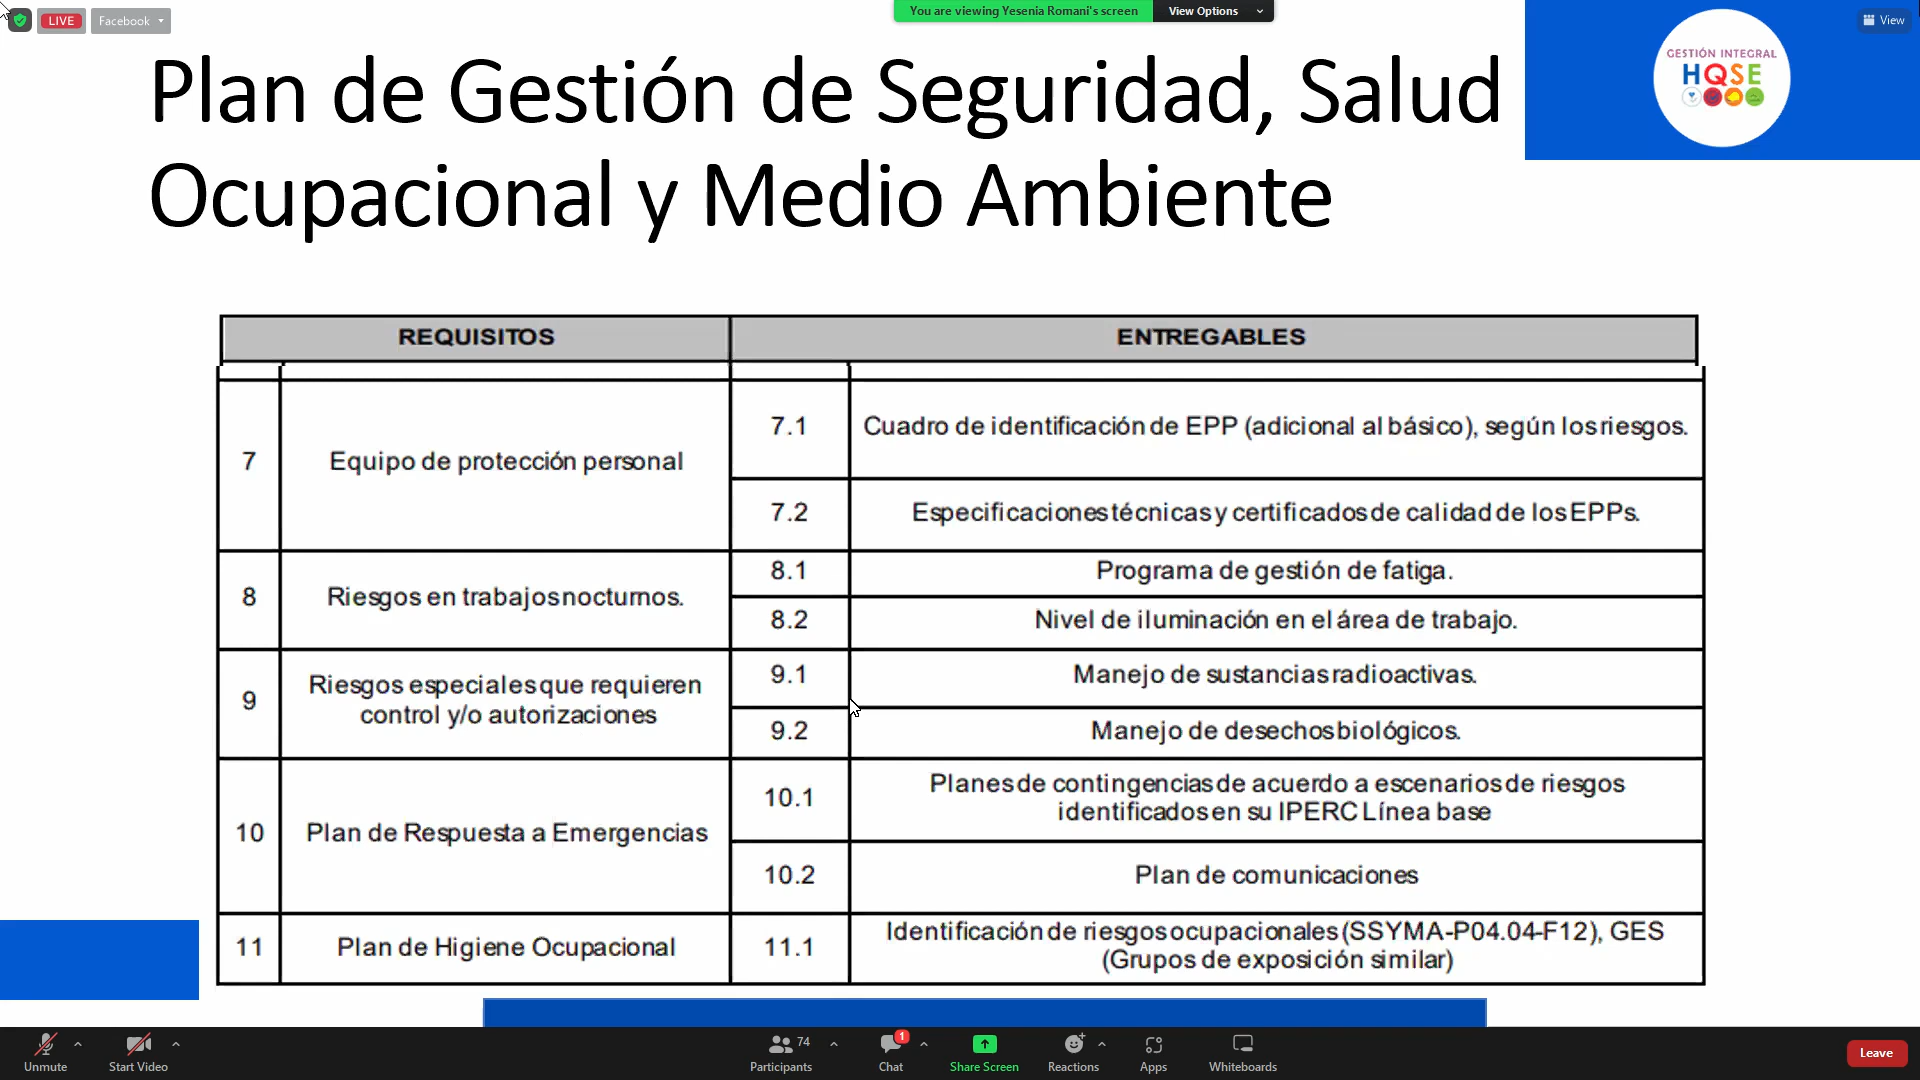 LIVE
Facebook
You are viewing Yesenia Romani's screen
View Options
View
Plan de Gestión de Seguridad, Salud
Ocupacional y Medio Ambiente
GESTIÓN INTEGRAL
HQSE
REQUISITOS
ENTREGABLES
7
Equipo de protección personal
7.1
Cuadro de identificación de EPP (adicional al básico), según los riesgos.
7.2
Especificaciones técnicas y certificados de calidad de los EPPs.
8
Riesgos en trabajos nocturnos.
8.1
Programa de gestión de fatiga.
8.2
Nivel de iluminación en el área de trabajo.
9
Riesgos especiales que requieren
control y/o autorizaciones
9.1
Manejo de sustancias radioactivas.
9.2
Manejo de desechos biológicos.
10
Plan de Respuesta a Emergencias
10.1
Planes de contingencias de acuerdo a escenarios de riesgos
identificados en su IPERC Línea base
10.2
Plan de comunicaciones
11
Plan de Higiene Ocupacional
11.1
Identificación de riesgos ocupacionales (SSYMA-P04.04-F12), GES
(Grupos de exposición similar)
Unmute
Start Video
74
Participants
1
Chat
Share Screen
Reactions
Apps
Whiteboards
Leave